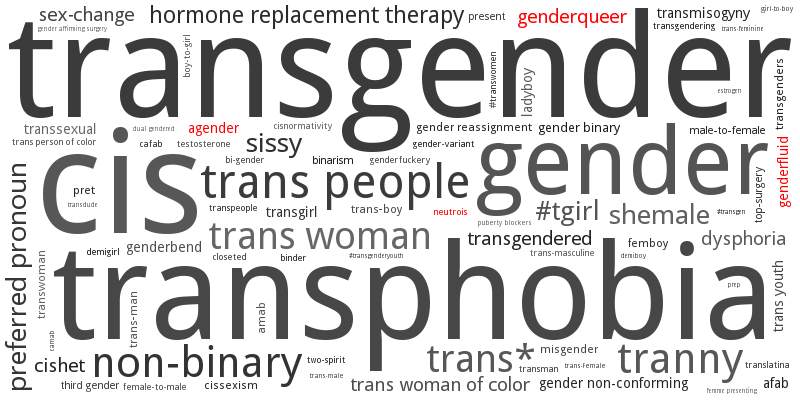 sex-change
hormone replacement therapy
present
genderqueer
transmisogyny
girl-to-boy
gender affirming surgery
transgendering
trans-feminine
transgender
boy-to-girl
#transwomen
ladyboy
estrogen
transgenders
transsexual
dual gendered
agender
cisnormativity
gender reassignment
gender binary
male-to-female
trans person of color
cafab
testosterone
sissy
gender-variant
cis
bi-gender
binarism
genderfuckery
gender
genderfluid
preferred pronoun
pret
trans people
top-surgery
transdude
transpeople
transgirl
trans-boy
neutrois
#tgirl
shemale
#transgen
puberty blockers
trans woman
transgendered
femboy
dysphoria
genderbend
demigirl
closeted
binder
#transgenderyouth
trans-masculine
demiboy
transwoman
transphobia
trans-man
amab
trans youth
prep
camab
cishet
non-binary
two-spirit
trans*
misgender
tranny
transman
trans-female
translatina
trans-male
third gender
female-to-male
cissexism
trans woman of color
gender non-conforming
afab
femme presenting